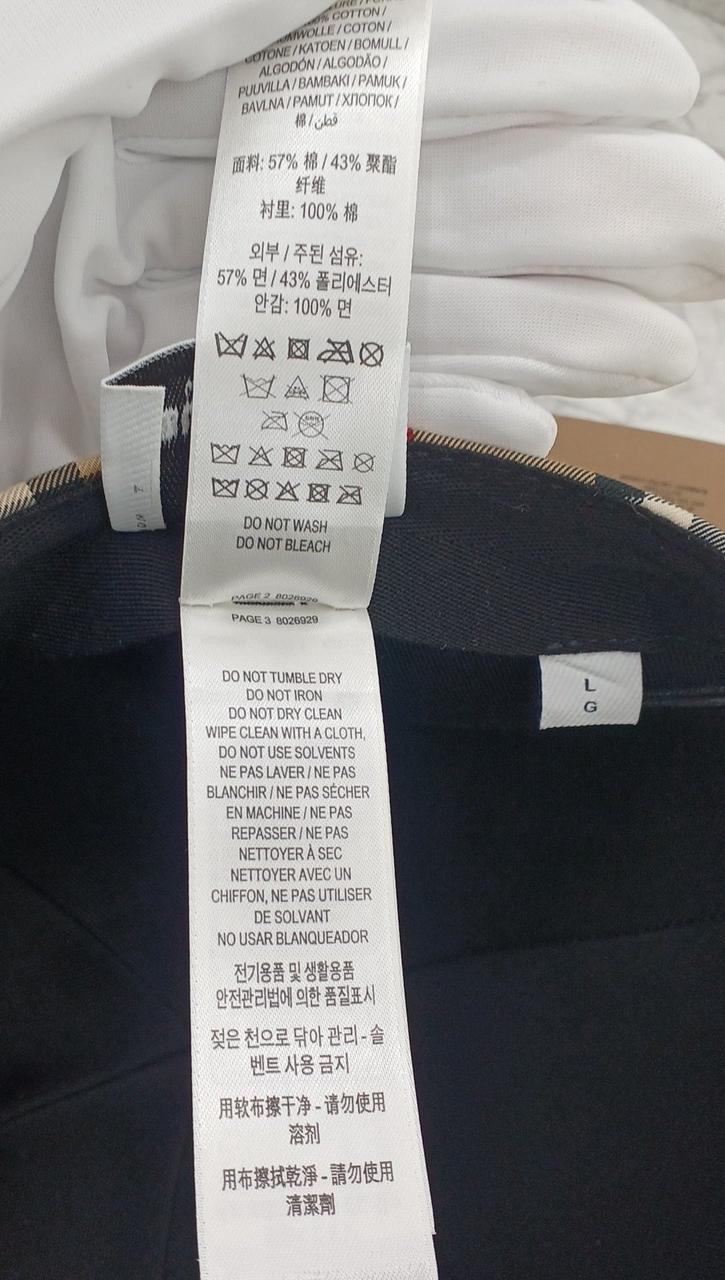 100% COTTON /
COTON /
COTONE / KATOEN / BOMULL /
ALGODÓN / ALGODÃO /
PUUVILLA / BAMBAKI / PAMUK /
BAVLNA / PAMUT / ХЛОПОК /
棉 / قطن
面料: 57% 棉 / 43% 聚酯
纤维
衬里: 100% 棉
외부 / 주된 섬유:
57% 면 / 43% 폴리에스터
안감: 100% 면
DO NOT WASH
DO NOT BLEACH
PAGE 2 8026929
PAGE 3 8026929
L
G
DO NOT TUMBLE DRY
DO NOT IRON
DO NOT DRY CLEAN
WIPE CLEAN WITH A CLOTH,
DO NOT USE SOLVENTS
NE PAS LAVER / NE PAS
BLANCHIR / NE PAS SÉCHER
EN MACHINE / NE PAS
REPASSER / NE PAS
NETTOYER À SEC
NETTOYER AVEC UN
CHIFFON, NE PAS UTILISER
DE SOLVANT
NO USAR BLANQUEADOR
전기용품 및 생활용품
안전관리법에 의한 품질표시
젖은 천으로 닦아 관리 - 솔
벤트 사용 금지
用软布擦干净 - 请勿使用
溶剂
用布擦拭乾淨 - 請勿使用
清潔劑